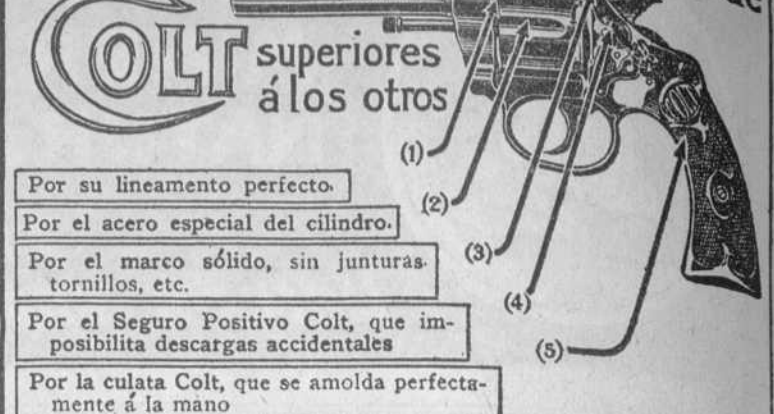 COLT superiores
á los otros
(1)
(2)
(3)
(4)
(5)
Por su lineamento perfecto.
Por el acero especial del cilindro.
Por el marco sólido, sin junturas.
tornillos, etc.
Por el Seguro Positivo Colt, que im-
posibilita descargas accidentales
Por la culata Colt, que se amolda perfecta-
mente á la mano